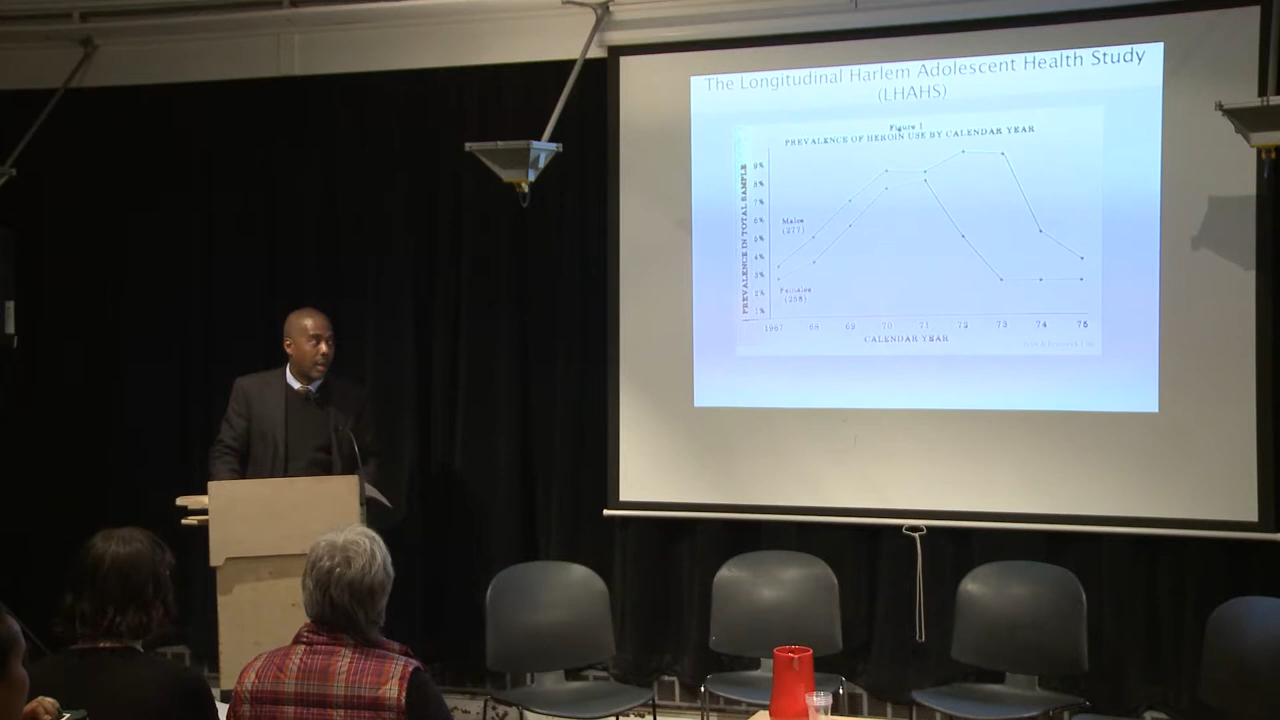 The Longitudinal Harlem Adolescent Health Study
(LHAHS)
Figure 1
PREVALENCE OF HEROIN USE BY CALENDAR YEAR
PREVALENCE IN TOTAL SAMPLE
9%
8%
7%
6%
5%
4%
3%
2%
1%
Males
(277)
Females
(258)
1967 68 69 70 71 72 73 74 75
CALENDAR YEAR